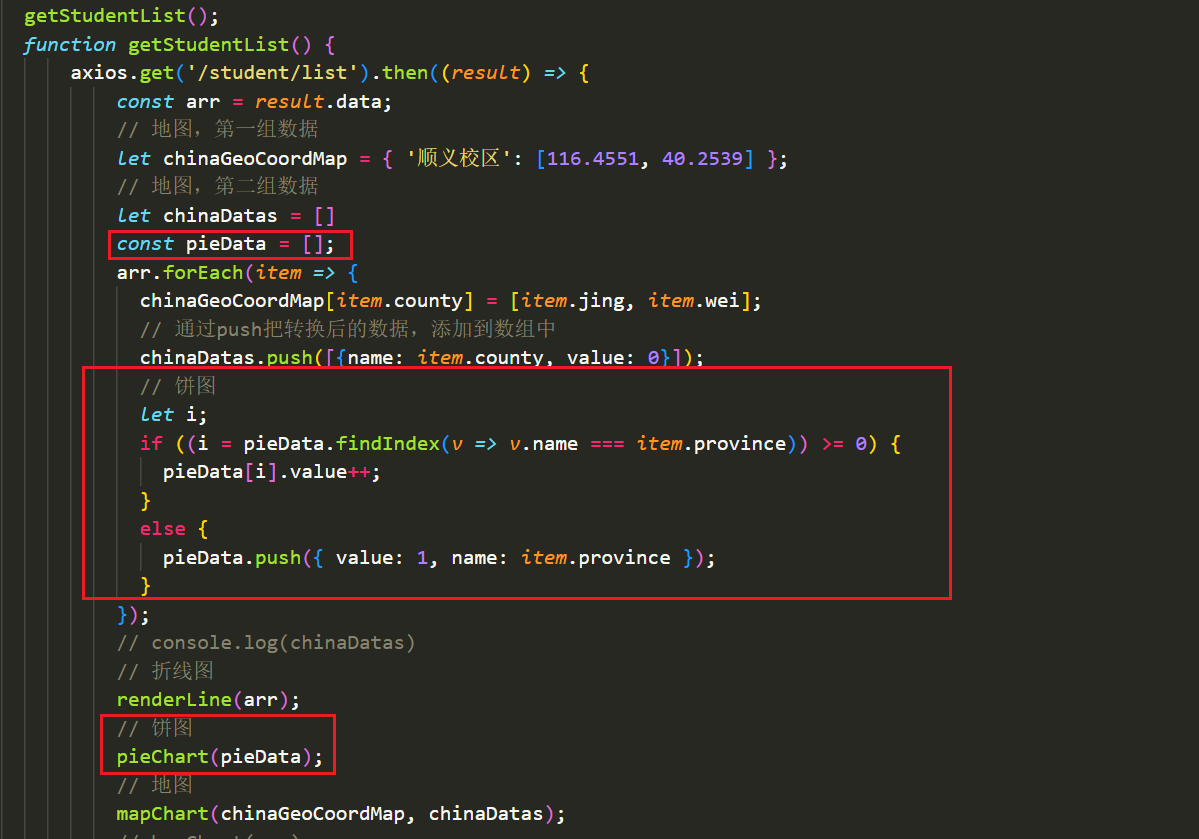 getStudentList();
function getStudentList() {
axios.get('/student/list').then((result) => {
const arr = result.data;
// 地图，第一组数据
let chinaGeoCoordMap = { '顺义校区': [116.4551, 40.2539] };
// 地图，第二组数据
let chinaDatas = []
const pieData = [];
arr.forEach(item => {
chinaGeoCoordMap[item.county] = [item.jing, item.wei];
// 通过push把转换后的数据，添加到数组中
chinaDatas.push([{name: item.county, value: 0}]);
// 饼图
let i;
if ((i = pieData.findIndex(v => v.name === item.province)) >= 0) {
pieData[i].value++;
}
else {
pieData.push({ value: 1, name: item.province });
}
});
// console.log(chinaDatas)
// 折线图
renderLine(arr);
// 饼图
pieChart(pieData);
// 地图
mapChart(chinaGeoCoordMap, chinaDatas);